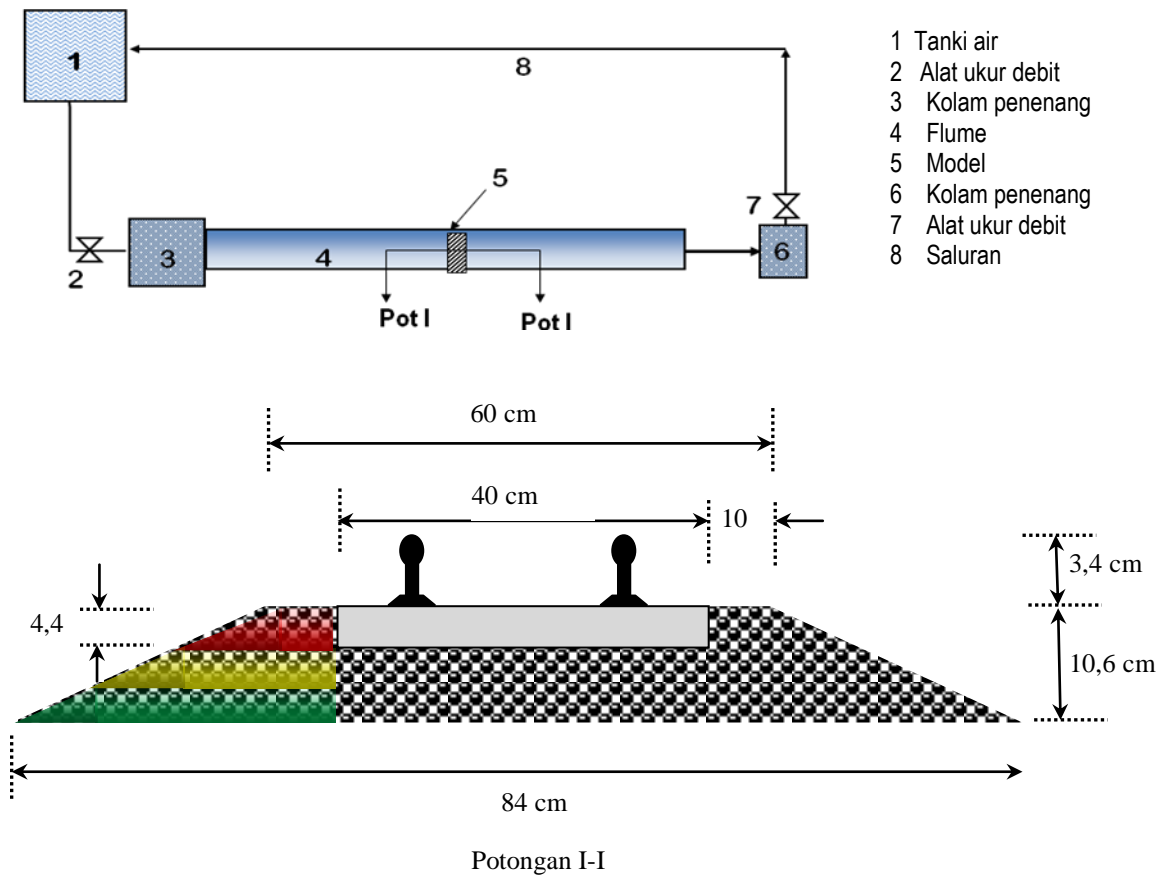 1
8
5
7
2
3
4
6
Pot I
Pot I
1 Tanki air
2 Alat ukur debit
3 Kolam penenang
4 Flume
5 Model
6 Kolam penenang
7 Alat ukur debit
8 Saluran
60 cm
40 cm
10
3,4 cm
4,4
10,6 cm
84 cm
Potongan I-I